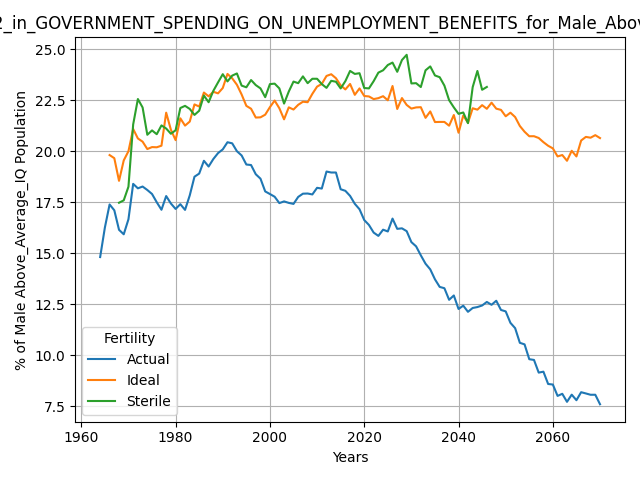 2_in_GOVERNMENT_SPENDING_ON_UNEMPLOYMENT_BENEFITS_for_Male_Above
25.0
22.5
20.0
17.5
15.0
12.5
10.0
7.5
% of Male Above_Average_IQ Population
Fertility
Actual
Ideal
Sterile
1960 1980 2000 2020 2040 2060
Years